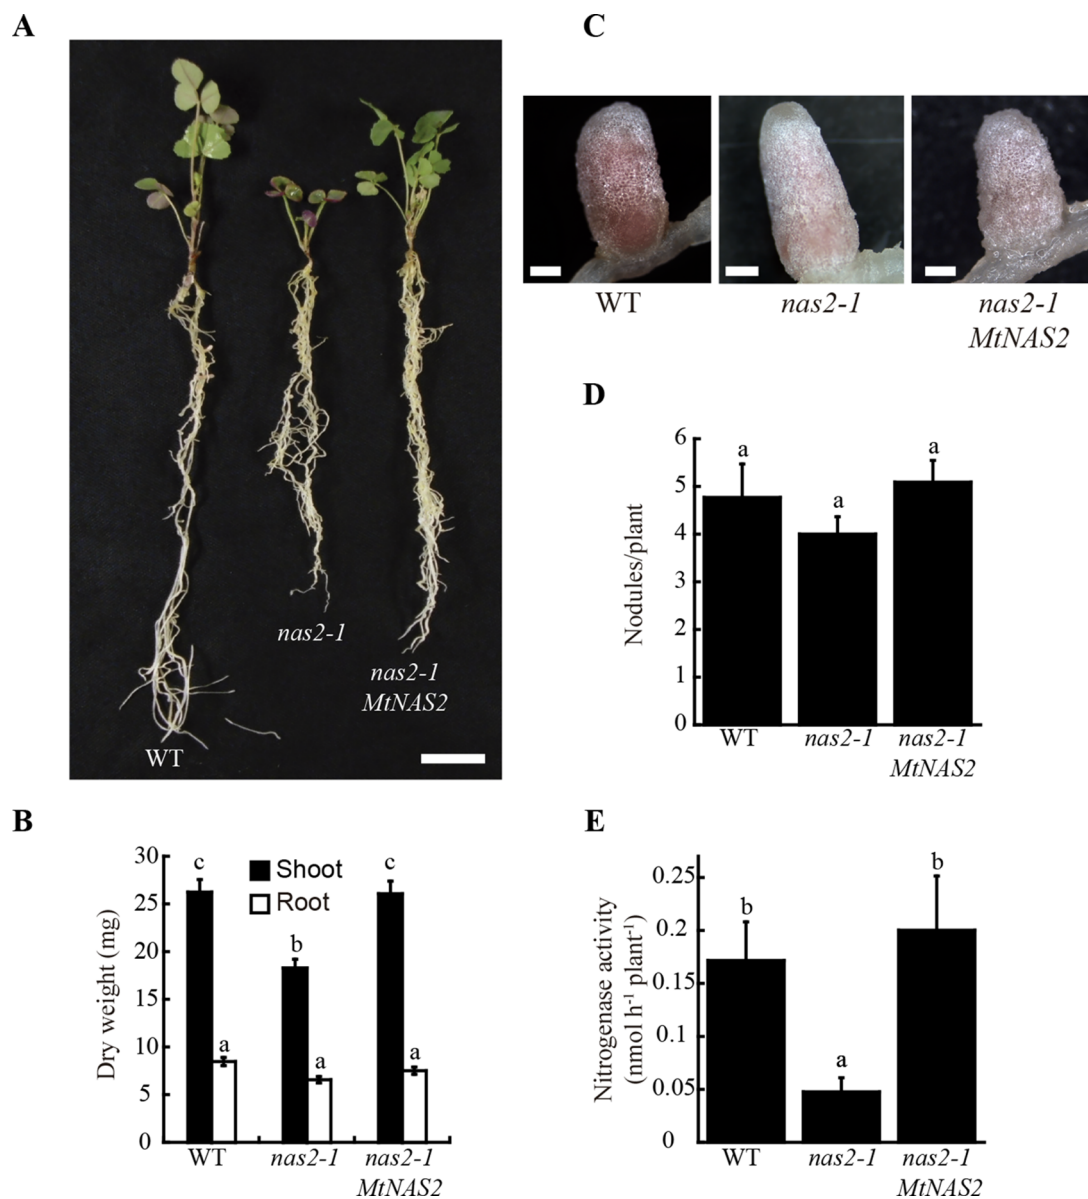 A
WT
nas2-1
nas2-1
MtNAS2
B
30
25
20
15
10
5
0
Dry weight (mg)
Shoot
Root
c
a
b
a
c
a
WT
nas2-1
nas2-1
MtNAS2
C
WT
nas2-1
nas2-1
MtNAS2
D
6
5
4
3
2
1
0
Nodules/plant
a
a
a
WT
nas2-1
nas2-1
MtNAS2
E
0.25
0.2
0.15
0.1
0.05
0
Nitrogenase activity
(nmol h⁻¹ plant⁻¹)
b
a
b
WT
nas2-1
nas2-1
MtNAS2